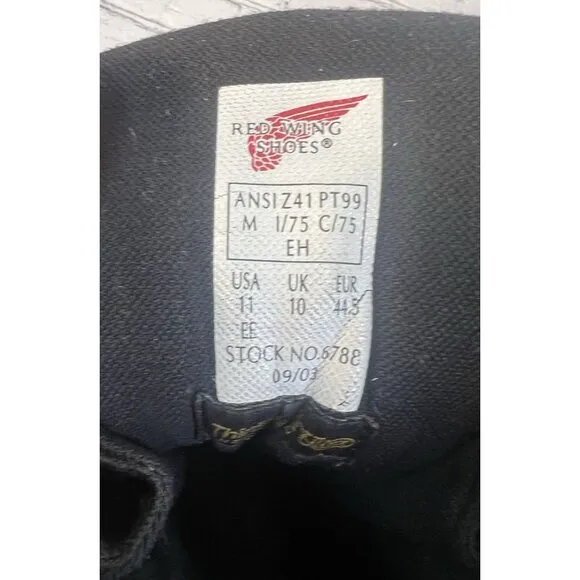 RED WING
SHOES®
ANSI Z41 PT99
M I/75 C/75
EH
USA UK EUR
11 10 44.5
EE
STOCK NO. 6788
09/03